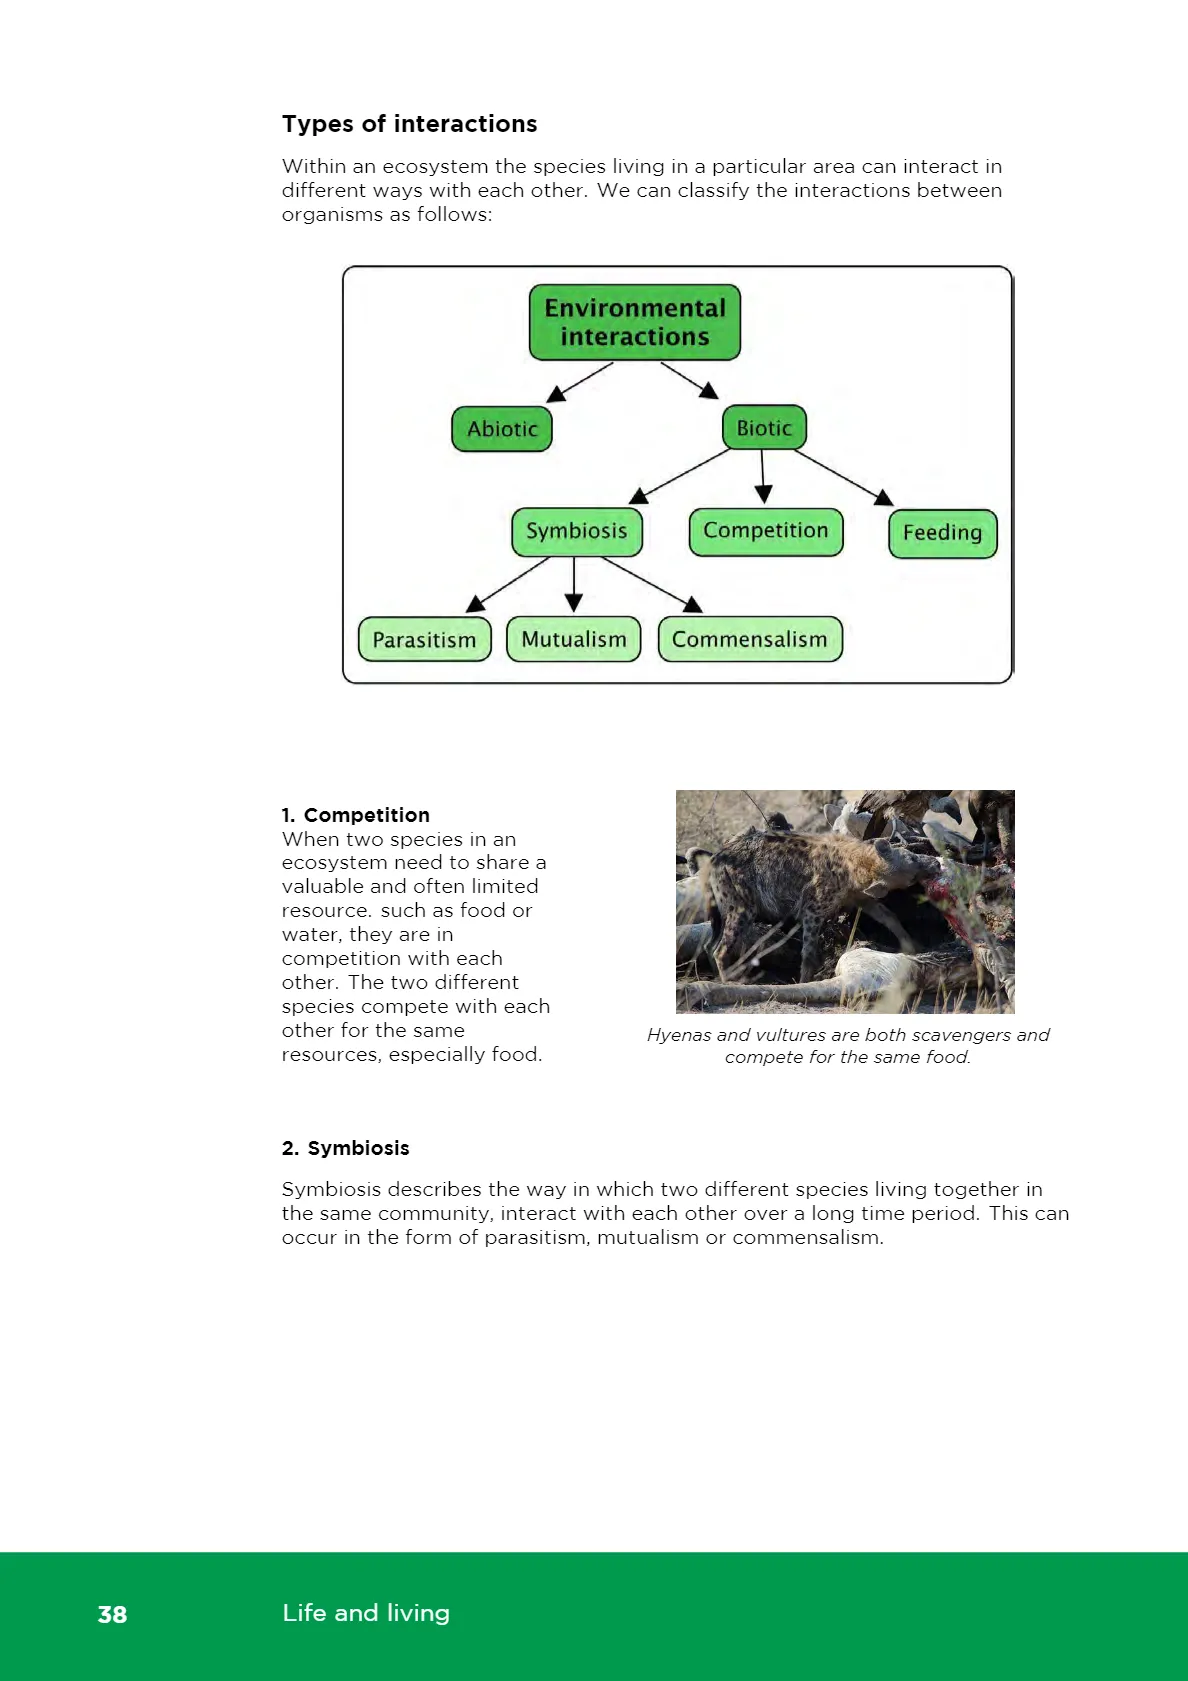 Types of interactions
Within an ecosystem the species living in a particular area can interact in
different ways with each other. We can classify the interactions between
organisms as follows:
Environmental
interactions
Abiotic
Biotic
Symbiosis
Competition
Feeding
Parasitism
Mutualism
Commensalism
1. Competition
When two species in an
ecosystem need to share a
valuable and often limited
resource. such as food or
water, they are in
competition with each
other. The two different
species compete with each
other for the same
resources, especially food.
Hyenas and vultures are both scavengers and
compete for the same food.
2. Symbiosis
Symbiosis describes the way in which two different species living together in
the same community, interact with each other over a long time period. This can
occur in the form of parasitism, mutualism or commensalism.
38
Life and living